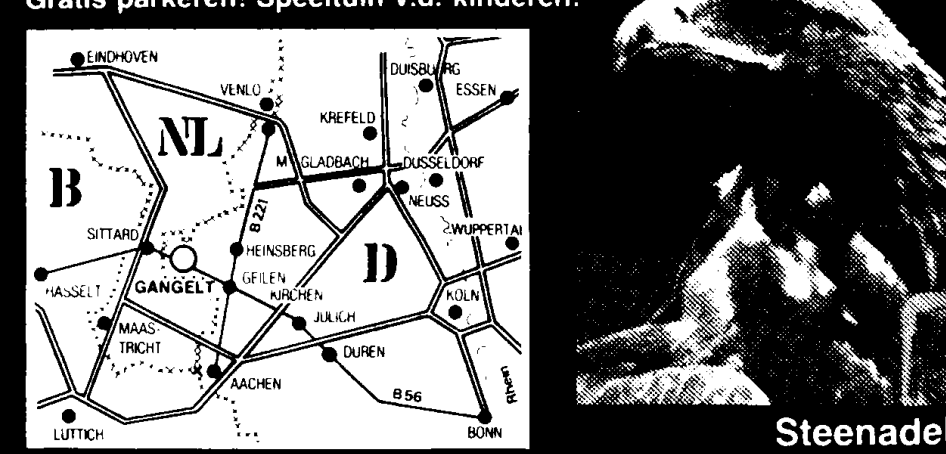 Gratis parkeren! Speeltuin v.d. kinderen.
EINDHOVEN
DUISBURG
VENLO
ESSEN
KREFELD
NL
M GLADBACH
DUSSELDORF
B
NEUSS
B 221
WUPPERTAL
SITTARD
HEINSBERG
D
GEILEN
KIRCHEN
HASSELT
GANGELT
KOLN
JULICH
MAAS
TRICHT
DUREN
AACHEN
Rhein
B 56
LUTTICH
BONN
Steenadel